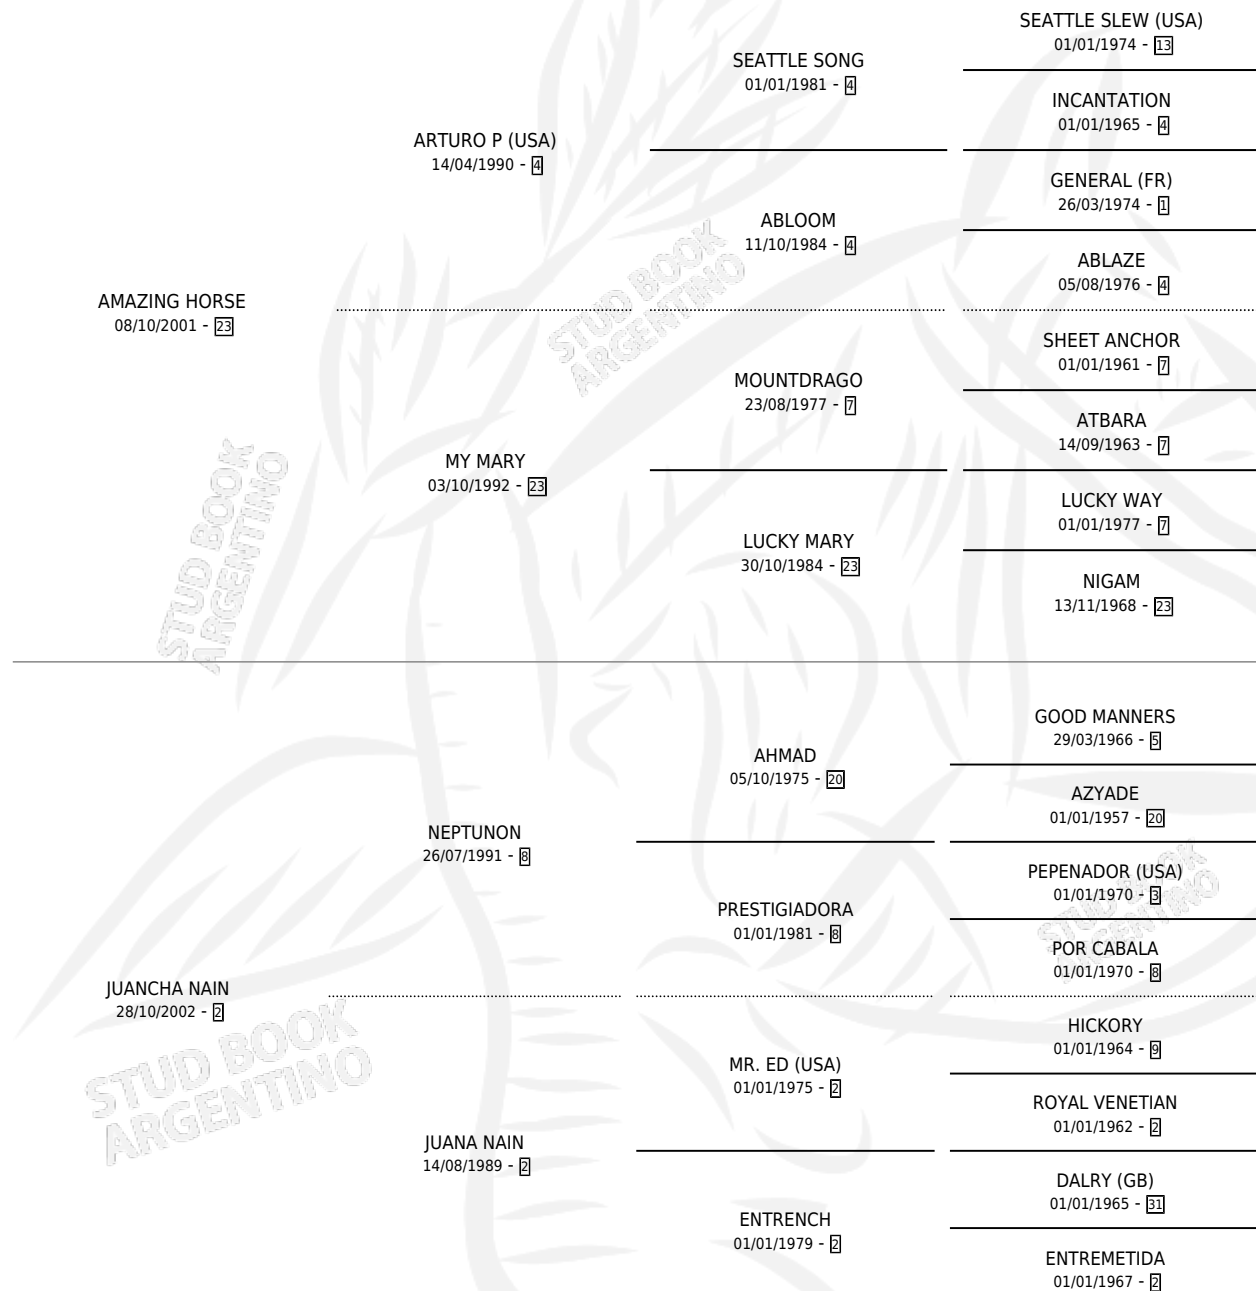 SEATTLE SLEW (USA)
01/01/1974 - 13
SEATTLE SONG
01/01/1981 - 4
INCANTATION
01/01/1965 - 4
ARTURO P (USA)
14/04/1990 - 4
GENERAL (FR)
26/03/1974 - 1
ABLOOM
11/10/1984 - 4
ABLAZE
05/08/1976 - 4
AMAZING HORSE
08/10/2001 - 23
SHEET ANCHOR
01/01/1961 - 7
MOUNTDRAGO
23/08/1977 - 7
ATBARA
14/09/1963 - 7
MY MARY
03/10/1992 - 23
LUCKY WAY
01/01/1977 - 7
LUCKY MARY
30/10/1984 - 23
NIGAM
13/11/1968 - 23
GOOD MANNERS
29/03/1966 - 5
AHMAD
05/10/1975 - 20
AZYADE
01/01/1957 - 20
NEPTUNON
26/07/1991 - 8
PEPENADOR (USA)
01/01/1970 - 3
PRESTIGIADORA
01/01/1981 - 8
POR CABALA
01/01/1970 - 8
JUANCHA NAIN
28/10/2002 - 2
HICKORY
01/01/1964 - 9
MR. ED (USA)
01/01/1975 - 2
ROYAL VENETIAN
01/01/1962 - 2
JUANA NAIN
14/08/1989 - 2
DALRY (GB)
01/01/1965 - 31
ENTRENCH
01/01/1979 - 2
ENTREMETIDA
01/01/1967 - 2
STUD BOOK
ARGENTINO
STUD BOOK
ARGENTINO
STUD BOOK
ARGENTINO
STUD BOOK
ARGENTINO